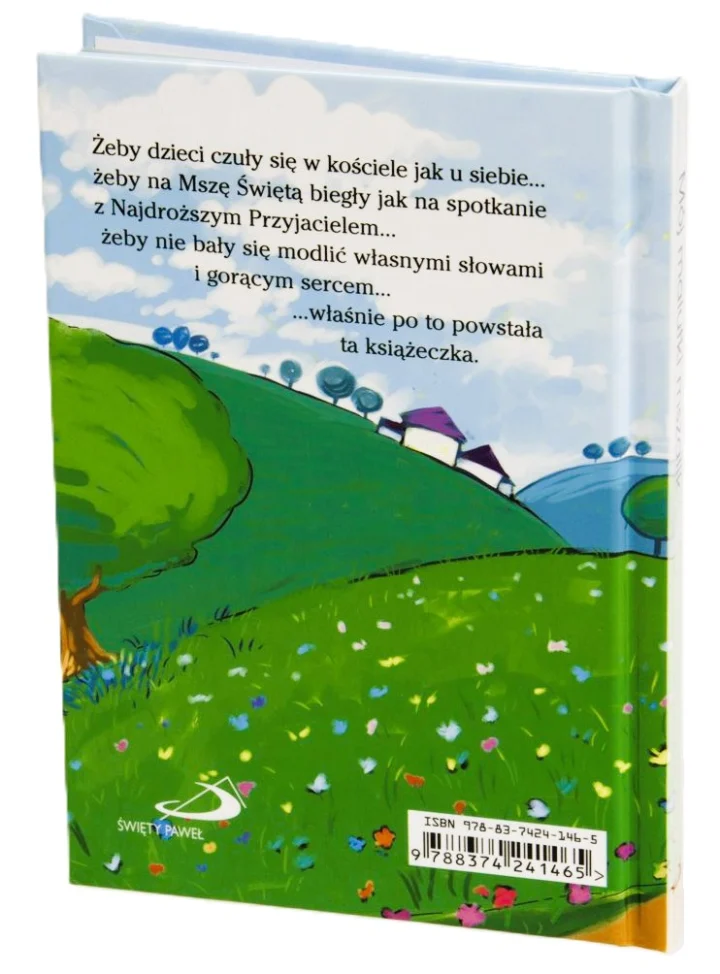 Żeby dzieci czuły się w kościele jak u siebie...
żeby na Mszę Świętą biegły jak na spotkanie
z Najdroższym Przyjacielem...
żeby nie bały się modlić własnymi słowami
i gorącym sercem...
...właśnie po to powstała
ta książeczka.
ŚWIĘTY PAWEŁ
ISBN 978-83-7424-146-5
9 788374 241465 >